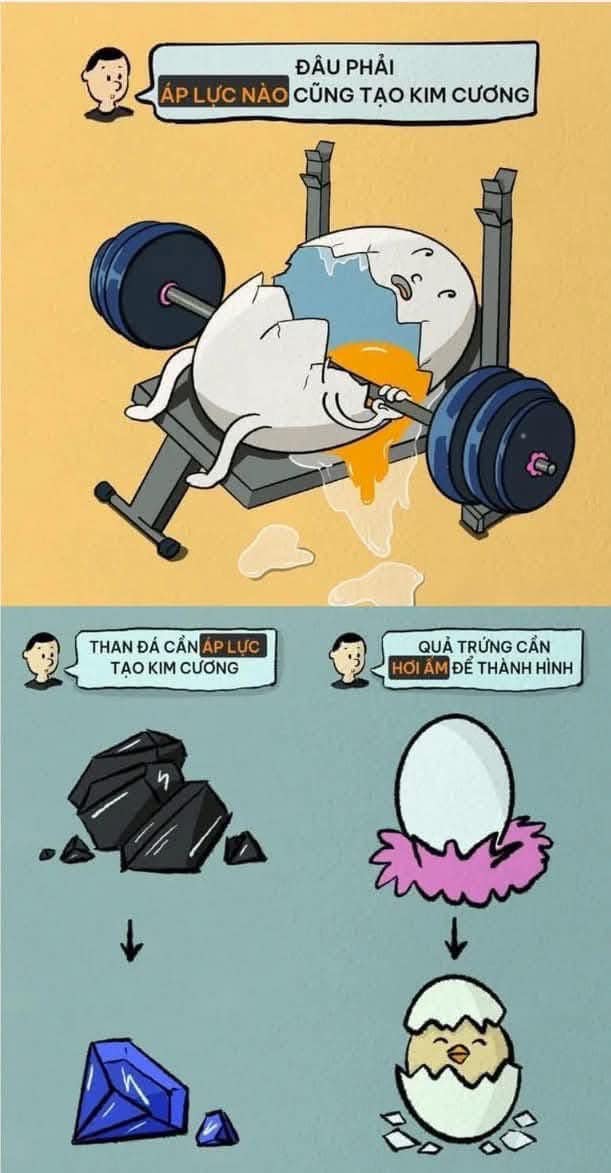 ĐÂU PHẢI
ÁP LỰC NÀO CŨNG TẠO KIM CƯƠNG
THAN ĐÁ CẦN ÁP LỰC
TẠO KIM CƯƠNG
QUẢ TRỨNG CẦN
HƠI ẤM ĐỂ THÀNH HÌNH